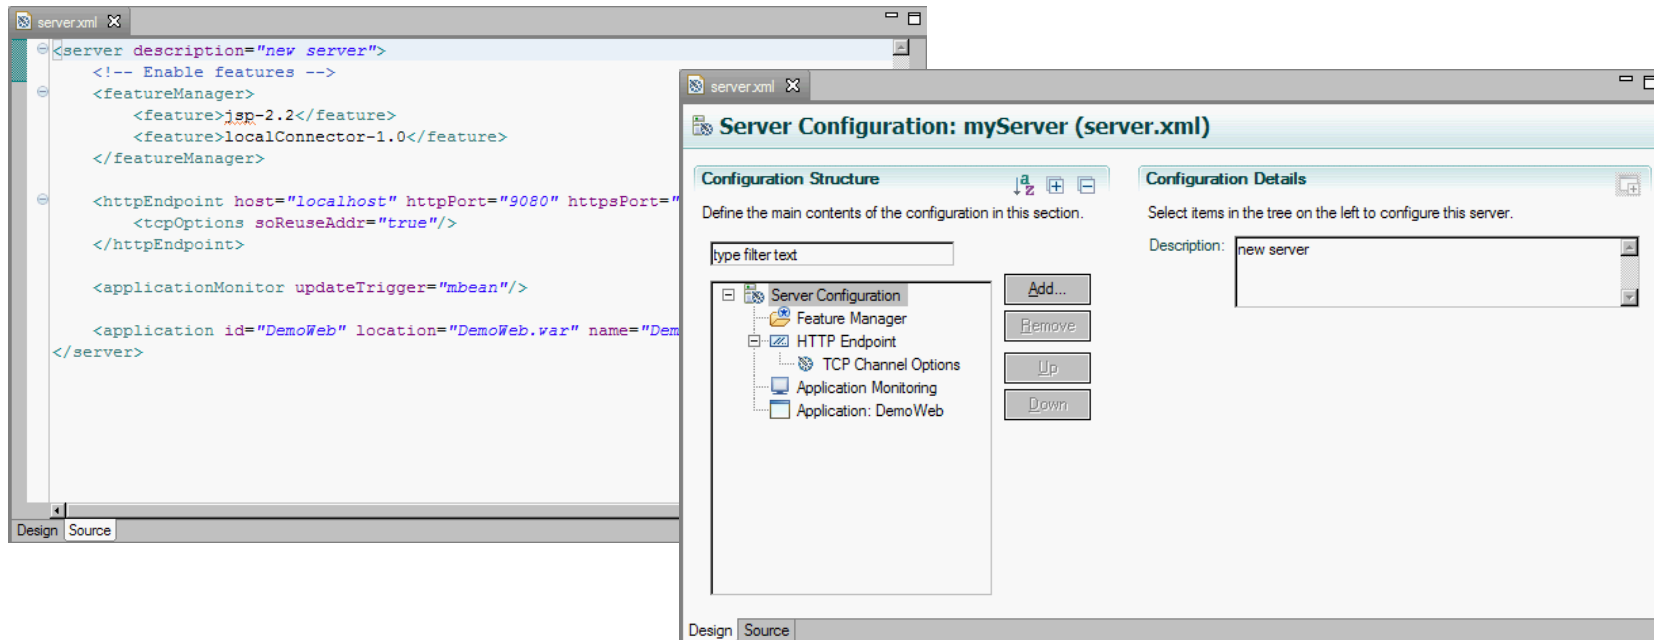 server.xml
<server description="new server">
<!-- Enable features -->
<featureManager>
<feature>jsp-2.2</feature>
<feature>localConnector-1.0</feature>
</featureManager>
<httpEndpoint host="localhost" httpPort="9080" httpsPort="
<tcpOptions soReuseAddr="true"/>
</httpEndpoint>
<applicationMonitor updateTrigger="mbean"/>
<application id="DemoWeb" location="DemoWeb.war" name="Dem
</server>
Design Source
server.xml
Server Configuration: myServer (server.xml)
Configuration Structure
Define the main contents of the configuration in this section.
type filter text
Server Configuration
Feature Manager
HTTP Endpoint
TCP Channel Options
Application Monitoring
Application: DemoWeb
Add...
Remove
Up
Down
Configuration Details
Select items in the tree on the left to configure this server.
Description: new server
Design Source